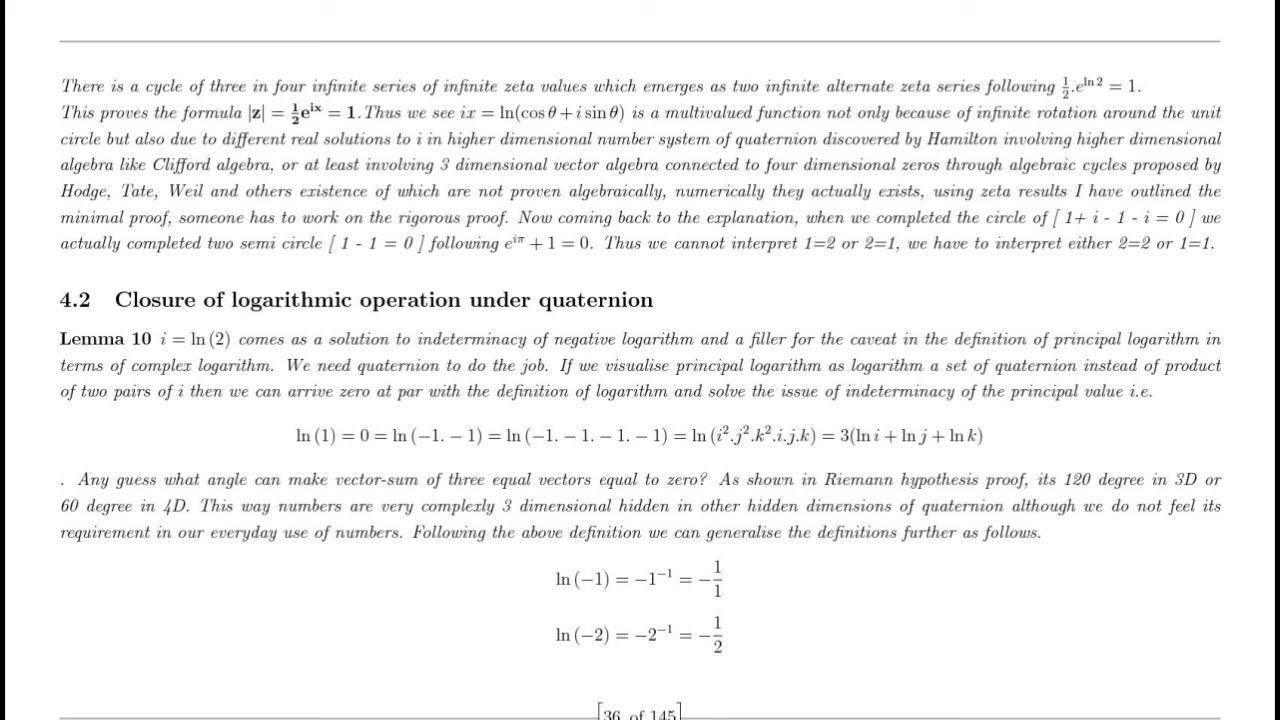 There is a cycle of three in four infinite series of infinite zeta values which emerges as two infinite alternate zeta series following ½.e^{ln 2} = 1.
This proves the formula |z| = ½e^{ix} = 1. Thus we see ix = ln(cos θ + i sin θ) is a multivalued function not only because of infinite rotation around the unit
circle but also due to different real solutions to i in higher dimensional number system of quaternion discovered by Hamilton involving higher dimensional
algebra like Clifford algebra, or at least involving 3 dimensional vector algebra connected to four dimensional zeros through algebraic cycles proposed by
Hodge, Tate, Weil and others existence of which are not proven algebraically, numerically they actually exists, using zeta results I have outlined the
minimal proof, someone has to work on the rigorous proof. Now coming back to the explanation, when we completed the circle of [ 1+ i - 1 - i = 0 ] we
actually completed two semi circle [ 1 - 1 = 0 ] following e^{iπ} + 1 = 0. Thus we cannot interpret 1=2 or 2=1, we have to interpret either 2=2 or 1=1.
4.2 Closure of logarithmic operation under quaternion
Lemma 10 i = ln (2) comes as a solution to indeterminacy of negative logarithm and a filler for the caveat in the definition of principal logarithm in
terms of complex logarithm. We need quaternion to do the job. If we visualise principal logarithm as logarithm a set of quaternion instead of product
of two pairs of i then we can arrive zero at par with the definition of logarithm and solve the issue of indeterminacy of the principal value i.e.
ln (1) = 0 = ln (−1. − 1) = ln (−1. − 1. − 1. − 1) = ln (i².j².k².i.j.k) = 3(ln i + ln j + ln k)
. Any guess what angle can make vector-sum of three equal vectors equal to zero? As shown in Riemann hypothesis proof, its 120 degree in 3D or
60 degree in 4D. This way numbers are very complexly 3 dimensional hidden in other hidden dimensions of quaternion although we do not feel its
requirement in our everyday use of numbers. Following the above definition we can generalise the definitions further as follows.
ln (−1) = −1⁻¹ = −1/1
ln (−2) = −2⁻¹ = −1/2
[36 of 145]